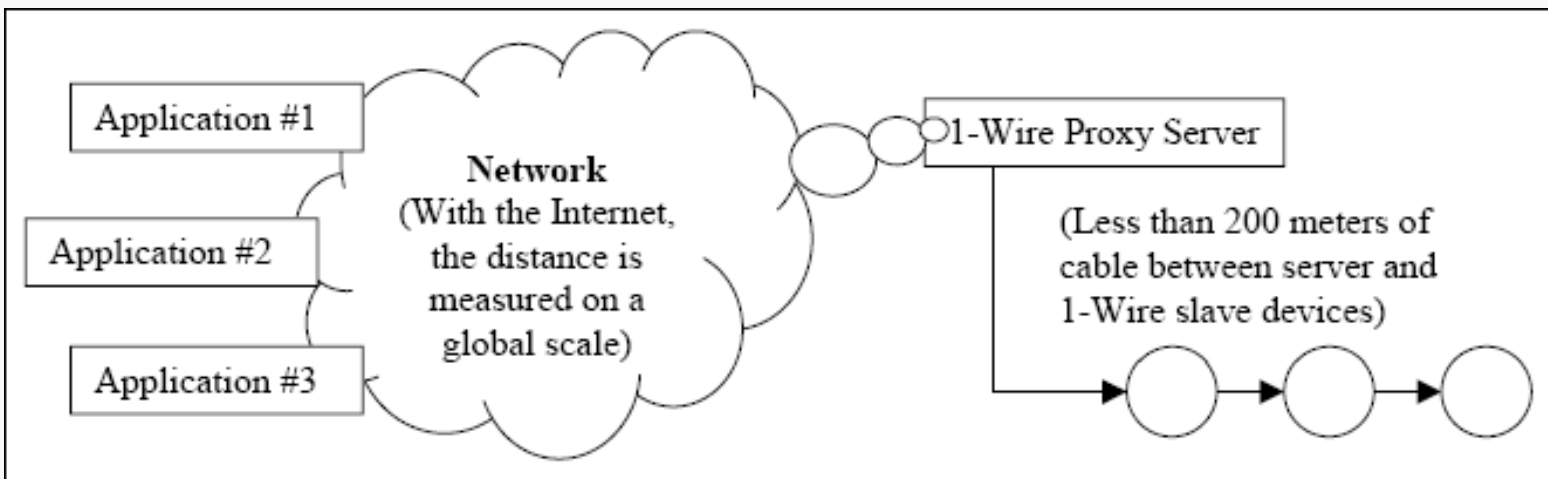 Application #1
Application #2
Application #3
Network
(With the Internet,
the distance is
measured on a
global scale)
1-Wire Proxy Server
(Less than 200 meters of
cable between server and
1-Wire slave devices)